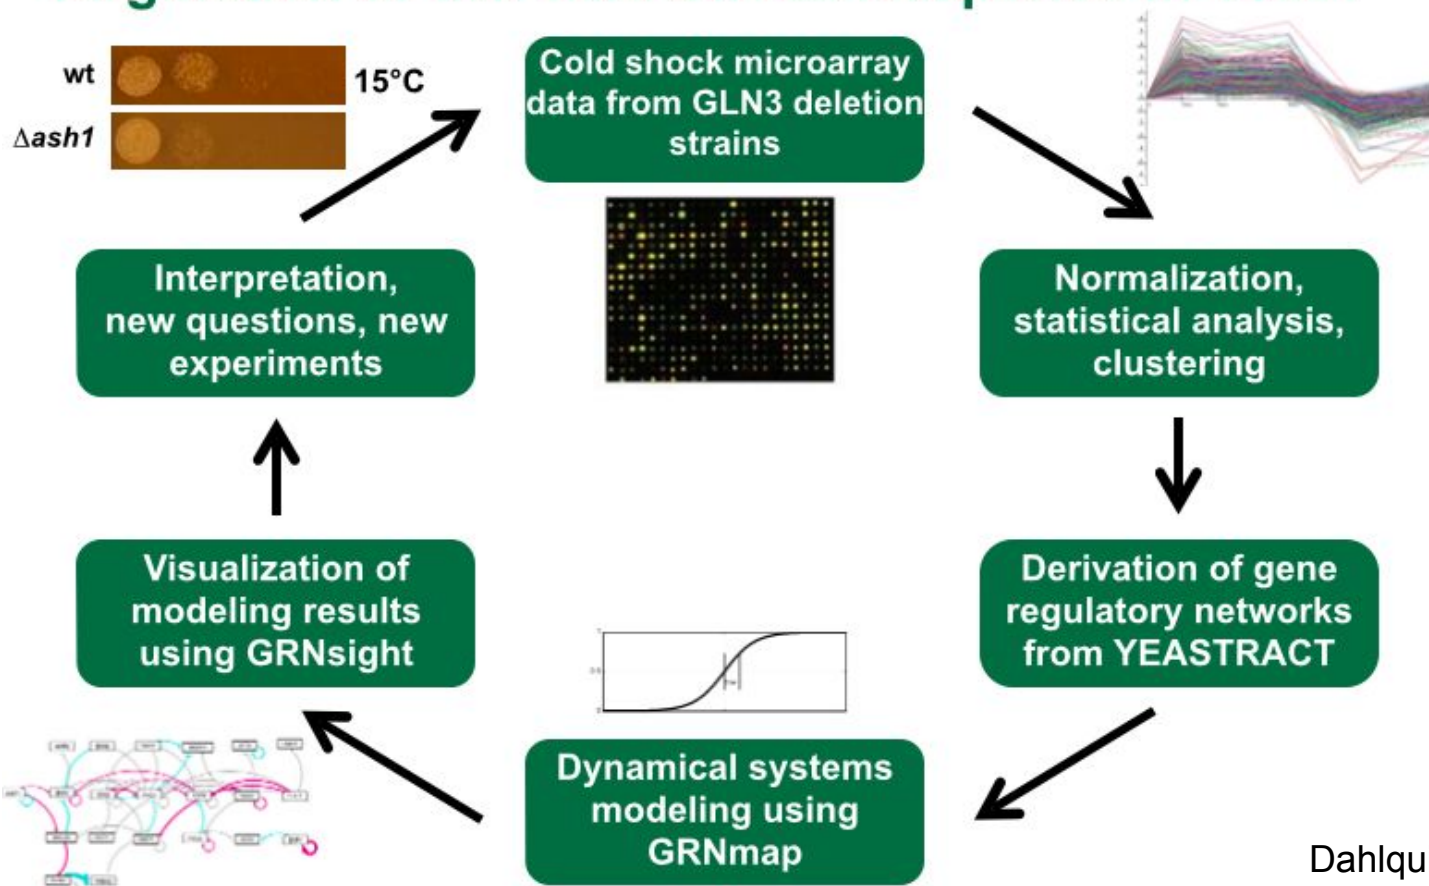 wt
15°C
Δash1
Cold shock microarray
data from GLN3 deletion
strains
Interpretation,
new questions, new
experiments
Normalization,
statistical analysis,
clustering
Visualization of
modeling results
using GRNsight
Derivation of gene
regulatory networks
from YEASTRACT
Dynamical systems
modeling using
GRNmap
Dahlqu